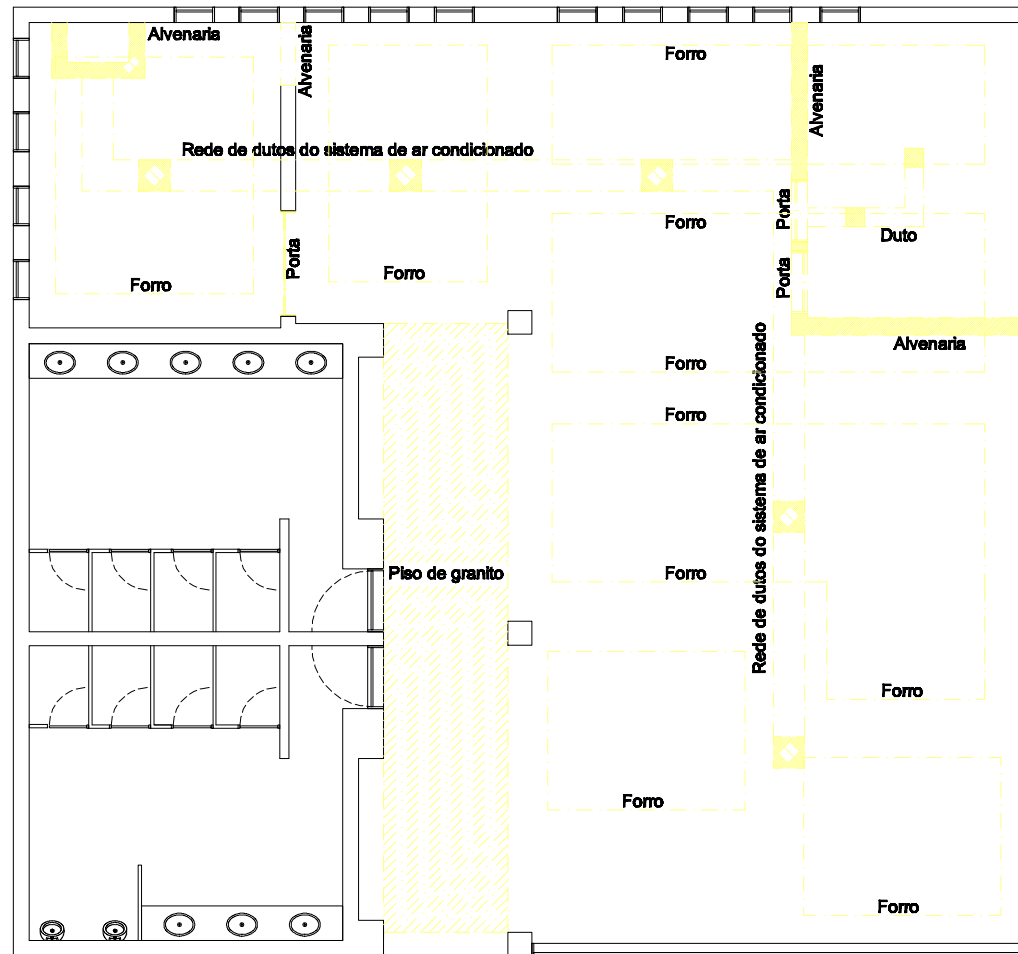 Alvenaria
Alvenaria
Forro
Alvenaria
Rede de dutos do sistema de ar condicionado
Porta
Forro
Duto
Porta
Forro
Forro
Porta
Alvenaria
Forro
Forro
Rede de dutos do sistema de ar condicionado
Piso de granito
Forro
Forro
Forro
Forro